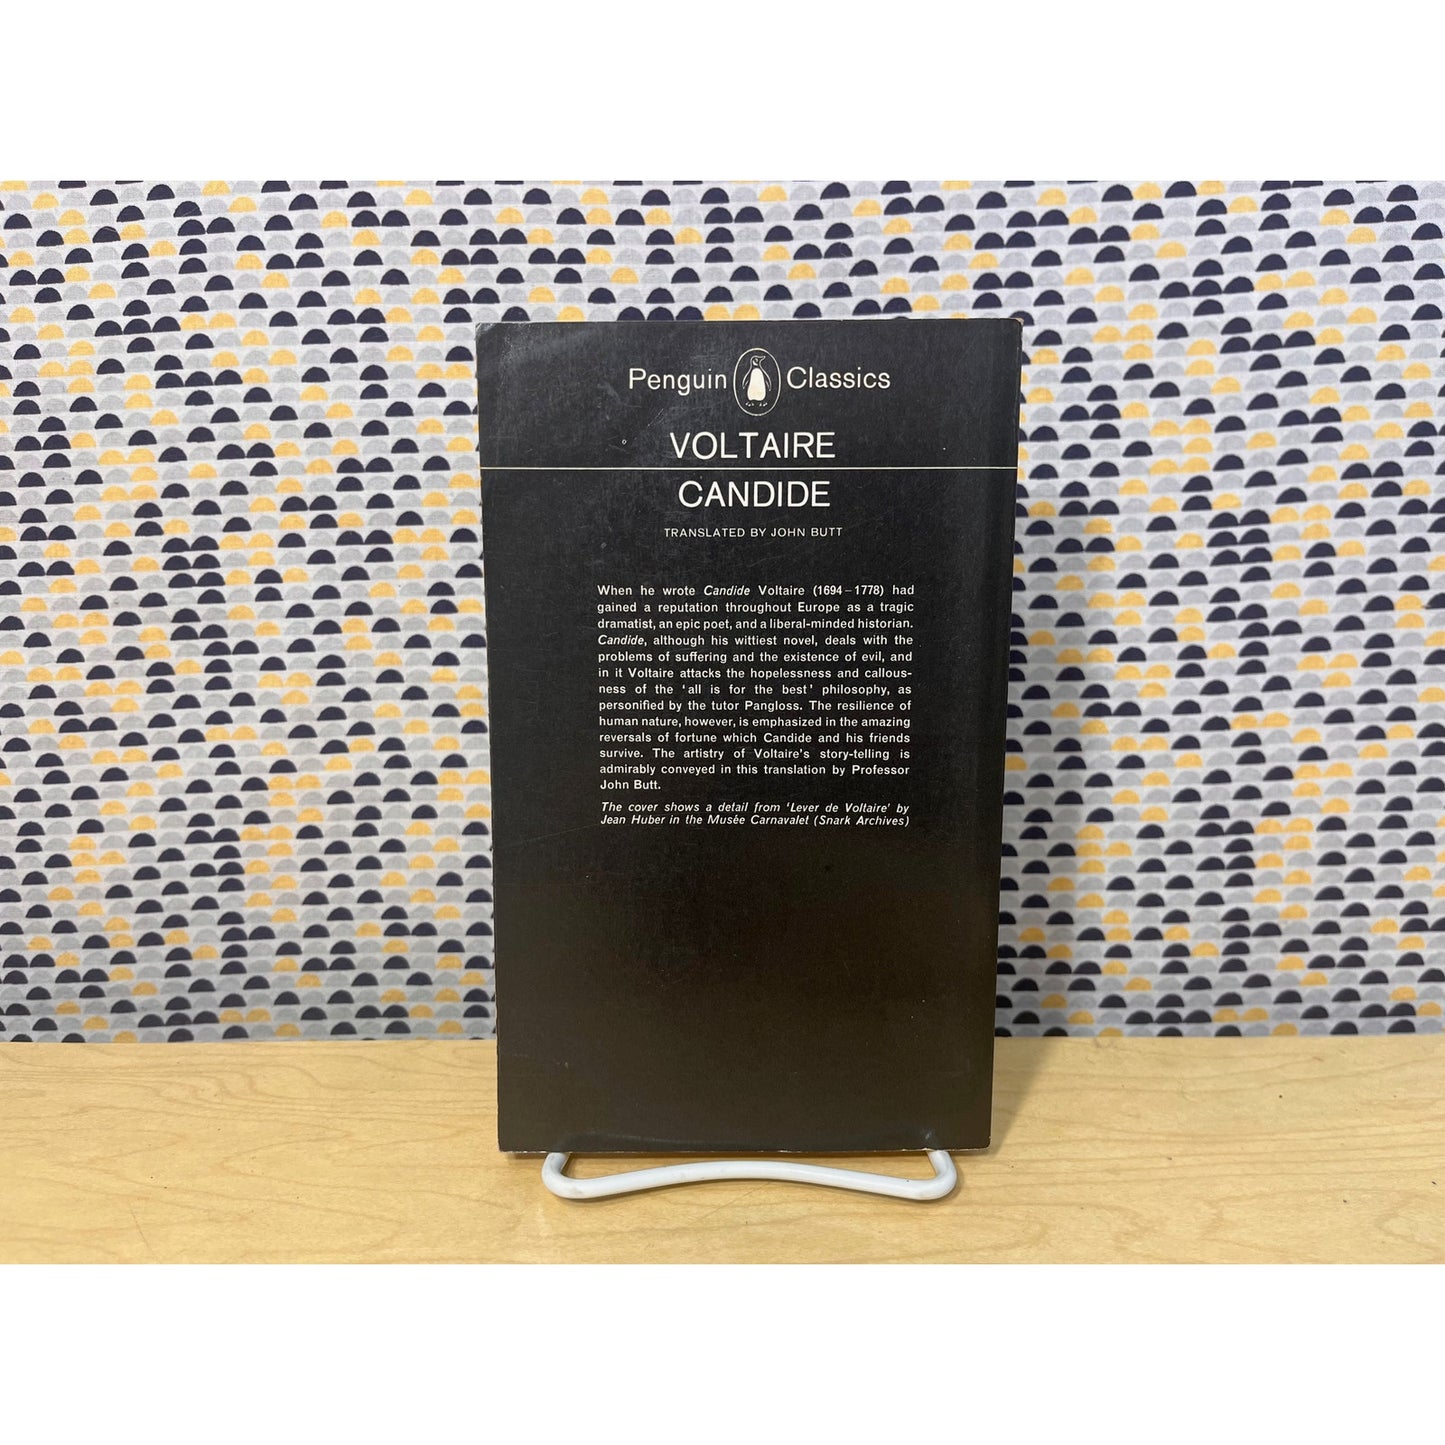 Penguin Classics
VOLTAIRE
CANDIDE
TRANSLATED BY JOHN BUTT
When he wrote Candide Voltaire (1694–1778) had
gained a reputation throughout Europe as a tragic
dramatist, an epic poet, and a liberal-minded historian.
Candide, although his wittiest novel, deals with the
problems of suffering and the existence of evil, and
in it Voltaire attacks the hopelessness and callous-
ness of the ‘all is for the best’ philosophy, as
personified by the tutor Pangloss. The resilience of
human nature, however, is emphasized in the amazing
reversals of fortune which Candide and his friends
survive. The artistry of Voltaire’s story-telling is
admirably conveyed in this translation by Professor
John Butt.
The cover shows a detail from ‘Lever de Voltaire’ by
Jean Huber in the Musée Carnavalet (Snark Archives)